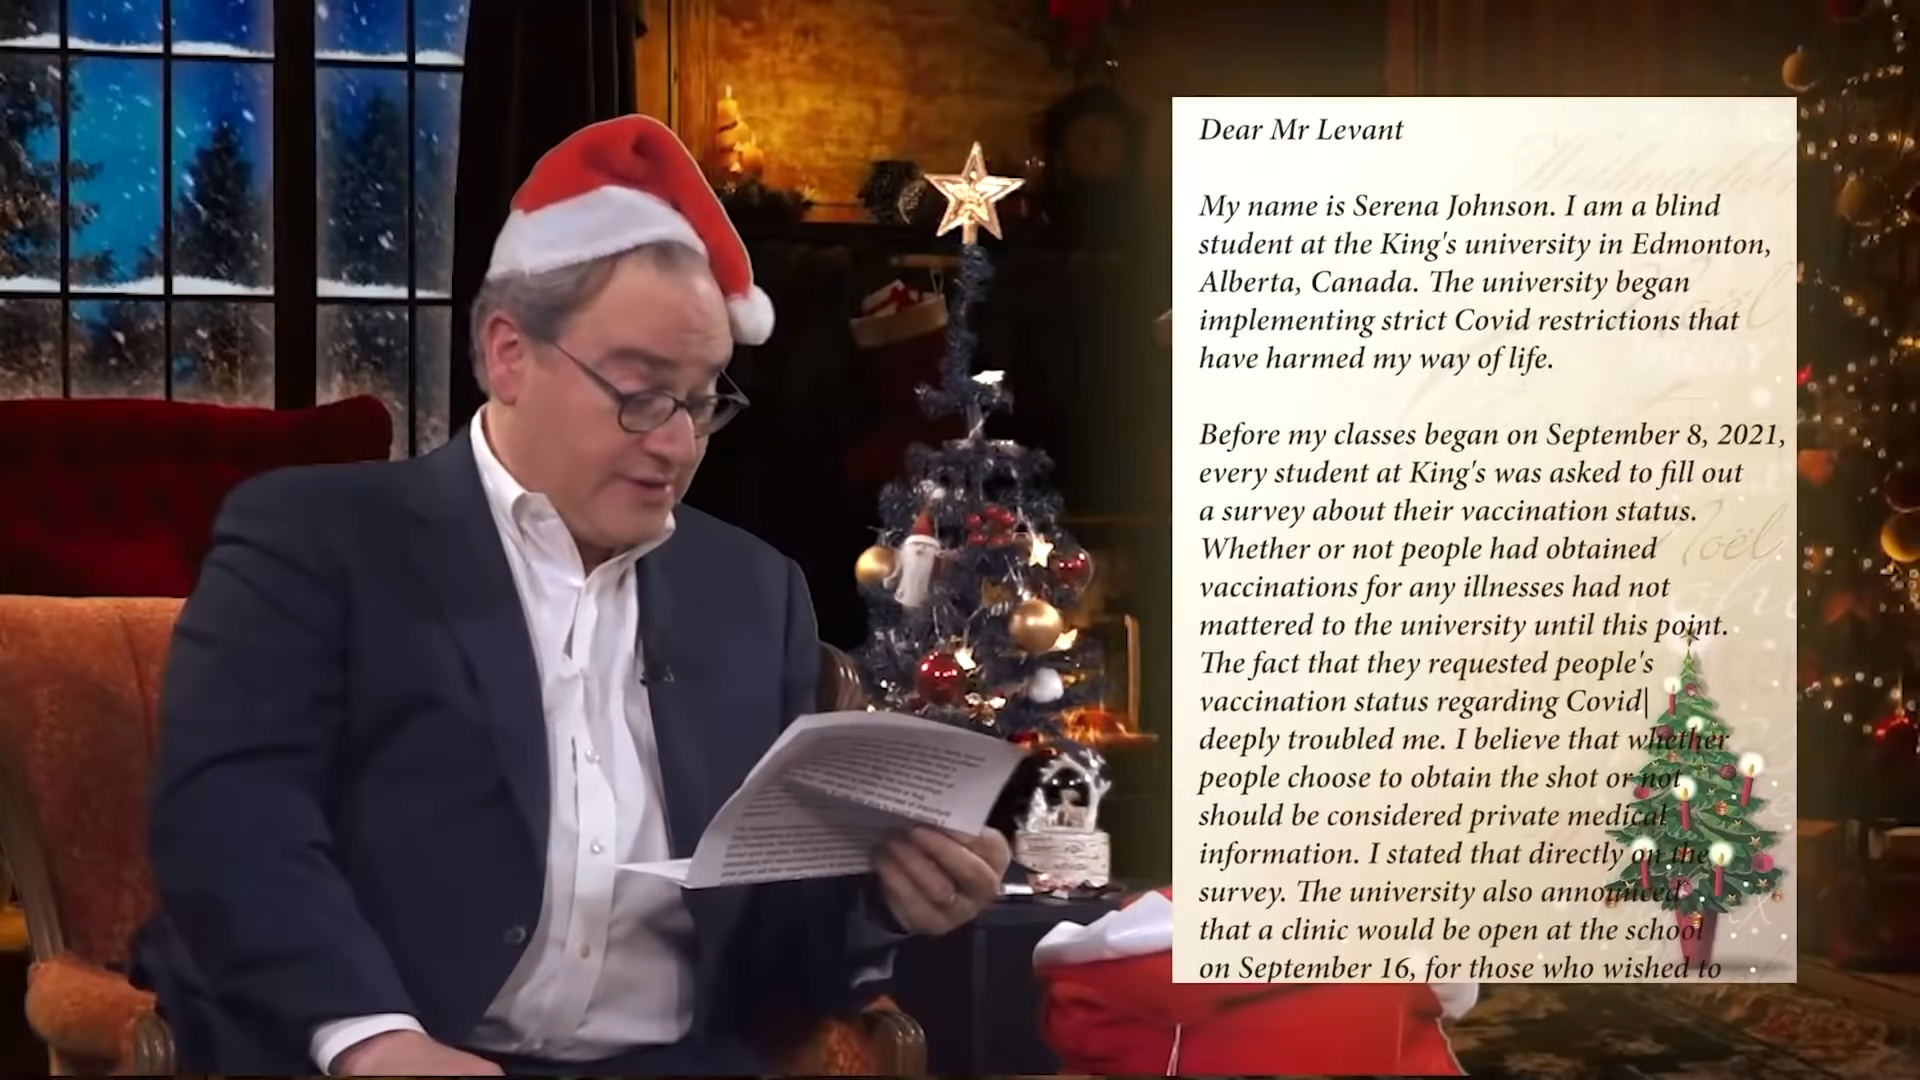 Dear Mr Levant
My name is Serena Johnson. I am a blind
student at the King's university in Edmonton,
Alberta, Canada. The university began
implementing strict Covid restrictions that
have harmed my way of life.
Before my classes began on September 8, 2021,
every student at King's was asked to fill out
a survey about their vaccination status.
Whether or not people had obtained
vaccinations for any illnesses had not
mattered to the university until this point.
The fact that they requested people's
vaccination status regarding Covid|
deeply troubled me. I believe that whether
people choose to obtain the shot or not
should be considered private medical
information. I stated that directly on the
survey. The university also announced
that a clinic would be open at the school
on September 16, for those who wished to